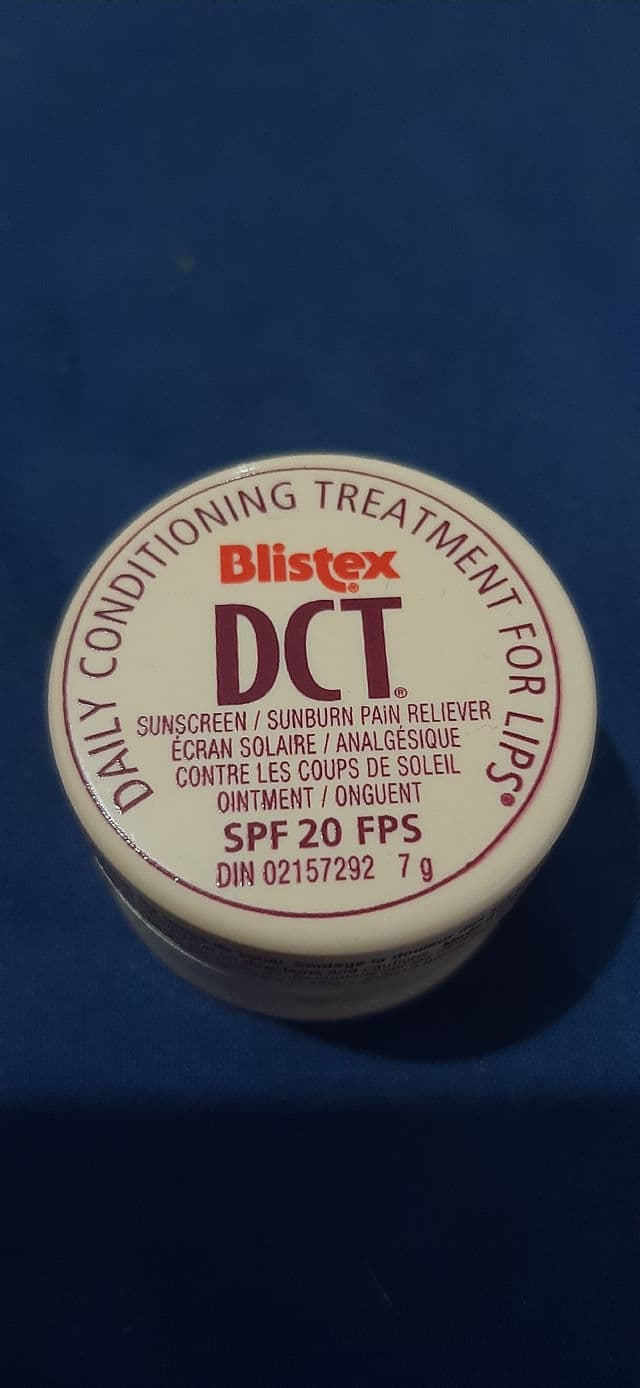 DAILY CONDITIONING TREATMENT FOR LIPS®
Blistex®
DCT®
SUNSCREEN / SUNBURN PAIN RELIEVER
ÉCRAN SOLAIRE / ANALGÉSIQUE
CONTRE LES COUPS DE SOLEIL
OINTMENT / ONGUENT
SPF 20 FPS
DIN 02157292 7 g